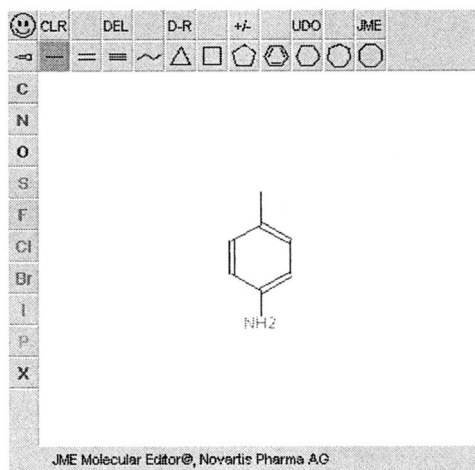 CLR DEL D-R +/- UDO JME
C
N
O
S
F
Cl
Br
I
P
X
NH2
JME Molecular Editor@, Novartis Pharma AG